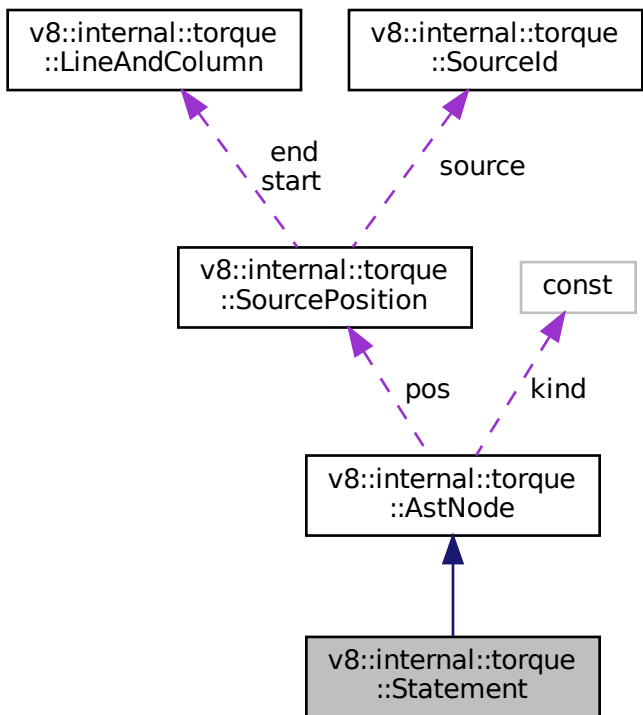 v8::internal::torque
::LineAndColumn
v8::internal::torque
::SourceId
end
start
source
v8::internal::torque
::SourcePosition
const
pos
kind
v8::internal::torque
::AstNode
v8::internal::torque
::Statement